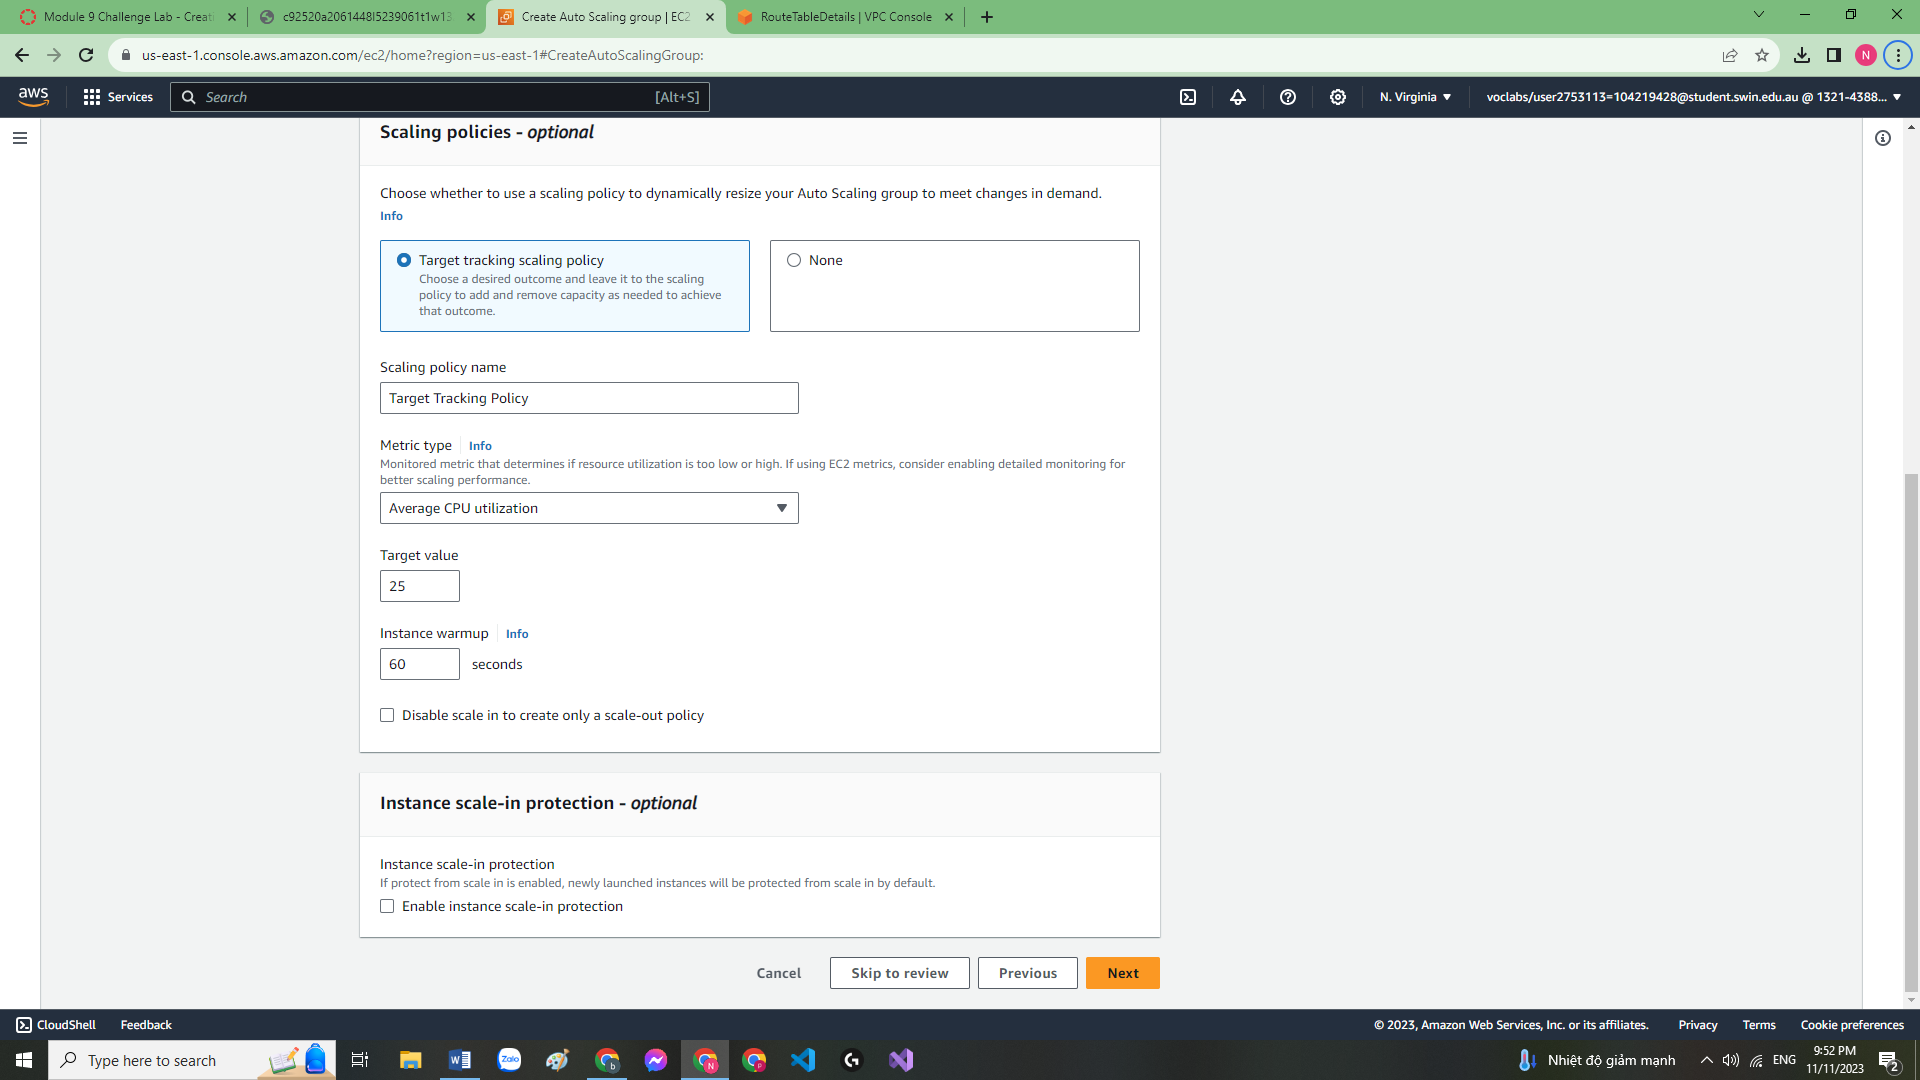 Module 9 Challenge Lab - Creati
c92520a2061448l5239061t1w13
Create Auto Scaling group | EC2
RouteTableDetails | VPC Console
us-east-1.console.aws.amazon.com/ec2/home?region=us-east-1#CreateAutoScalingGroup:
N
aws
Services
Search
[Alt+S]
N. Virginia
voclabs/user2753113=104219428@student.swin.edu.au @ 1321-4388...
Scaling policies - optional
Choose whether to use a scaling policy to dynamically resize your Auto Scaling group to meet changes in demand.
Info
Target tracking scaling policy
Choose a desired outcome and leave it to the scaling
policy to add and remove capacity as needed to achieve
that outcome.
None
Scaling policy name
Target Tracking Policy
Metric type
Info
Monitored metric that determines if resource utilization is too low or high. If using EC2 metrics, consider enabling detailed monitoring for
better scaling performance.
Average CPU utilization
Target value
25
Instance warmup
Info
60
seconds
Disable scale in to create only a scale-out policy
Instance scale-in protection - optional
Instance scale-in protection
If protect from scale in is enabled, newly launched instances will be protected from scale in by default.
Enable instance scale-in protection
Cancel
Skip to review
Previous
Next
CloudShell
Feedback
© 2023, Amazon Web Services, Inc. or its affiliates.
Privacy
Terms
Cookie preferences
Type here to search
Zalo
Nhiệt độ giảm mạnh
ENG
9:52 PM
11/11/2023
2